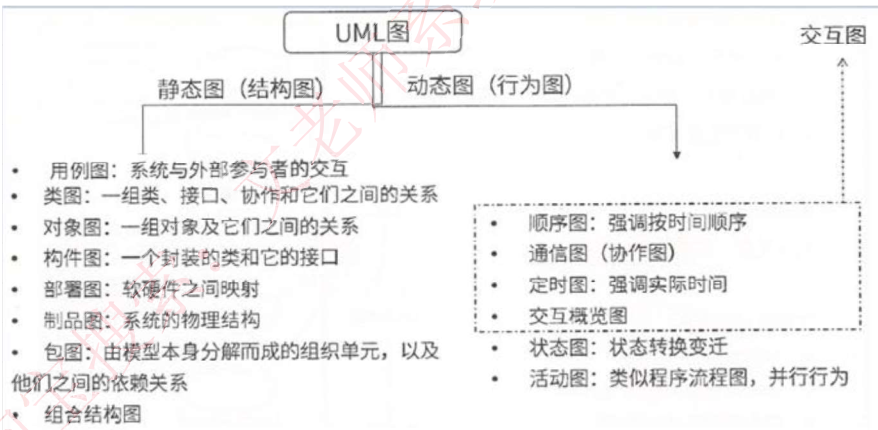 UML图
交互图
静态图（结构图）
动态图（行为图）
• 用例图：系统与外部参与者的交互
• 类图：一组类、接口、协作和它们之间的关系
• 对象图：一组对象及它们之间的关系
• 构件图：一个封装的类和它的接口
• 部署图：软硬件之间映射
• 制品图：系统的物理结构
• 包图：由模型本身分解而成的组织单元，以及
他们之间的依赖关系
• 组合结构图
• 顺序图：强调按时间顺序
• 通信图（协作图）
• 定时图：强调实际时间
• 交互概览图
• 状态图：状态转换变迁
• 活动图：类似程序流程图，并行行为